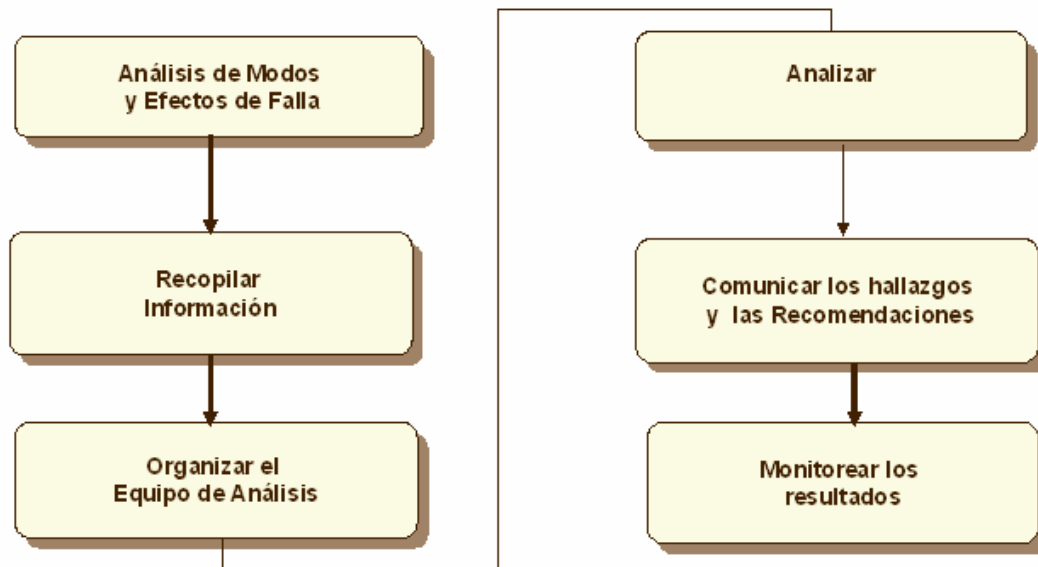 Análisis de Modos
y Efectos de Falla
Recopilar
Información
Organizar el
Equipo de Análisis
Analizar
Comunicar los hallazgos
y las Recomendaciones
Monitorear los
resultados